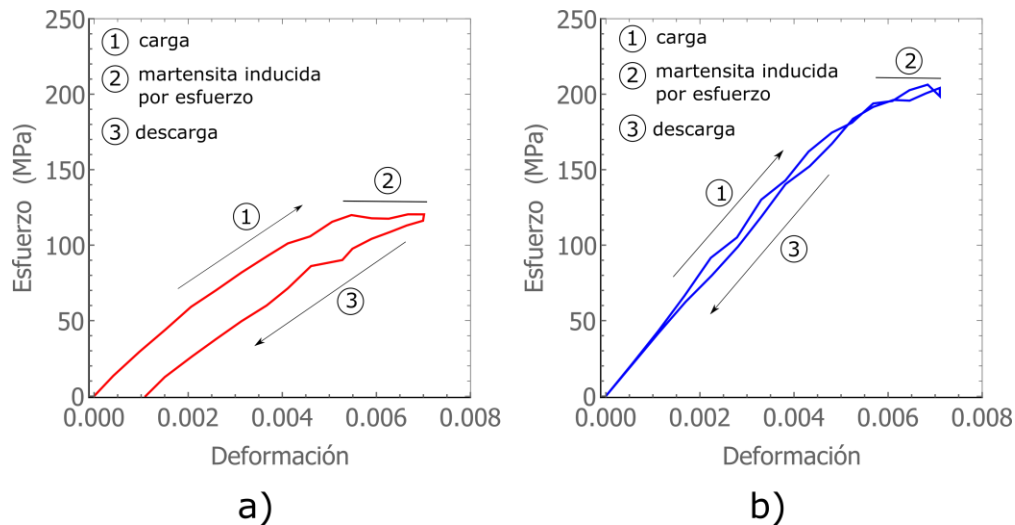 250
200
150
100
50
0
Esfuerzo (MPa)
1 carga
2 martensita inducida
por esfuerzo
3 descarga
1
2
3
0.000 0.002 0.004 0.006 0.008
Deformación
a)
250
200
150
100
50
0
Esfuerzo (MPa)
1 carga
2 martensita inducida
por esfuerzo
3 descarga
2
1
3
0.000 0.002 0.004 0.006 0.008
Deformación
b)